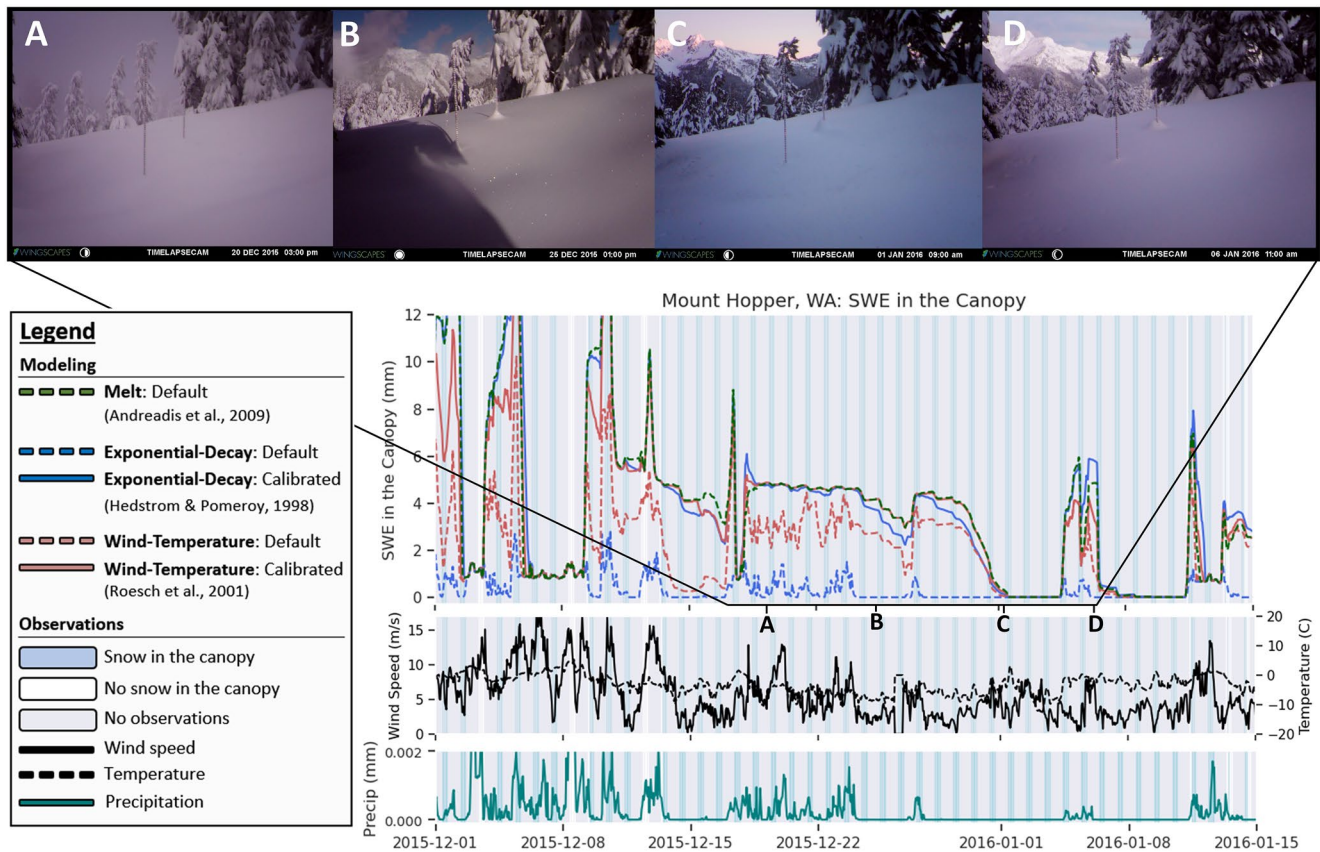 A B C D
WINGSCAPES TIMELAPSECAM 20 DEC 2015 03:00 pm
WINGSCAPES TIMELAPSECAM 25 DEC 2015 01:00 pm
WINGSCAPES TIMELAPSECAM 01 JAN 2016 09:00 am
WINGSCAPES TIMELAPSECAM 06 JAN 2016 11:00 am
Legend
Modeling
Melt: Default
(Andreadis et al., 2009)
Exponential-Decay: Default
Exponential-Decay: Calibrated
(Hedstrom & Pomeroy, 1998)
Wind-Temperature: Default
Wind-Temperature: Calibrated
(Roesch et al., 2001)
Observations
Snow in the canopy
No snow in the canopy
No observations
Wind speed
Temperature
Precipitation
Mount Hopper, WA: SWE in the Canopy
SWE in the Canopy (mm)
12
10
8
6
4
2
0
A B C D
Wind Speed (m/s)
15
10
5
0
20
10
0
−10
−20
Temperature (C)
Precip (mm)
0.002
0.000
2015-12-01 2015-12-08 2015-12-15 2015-12-22 2016-01-01 2016-01-08 2016-01-15